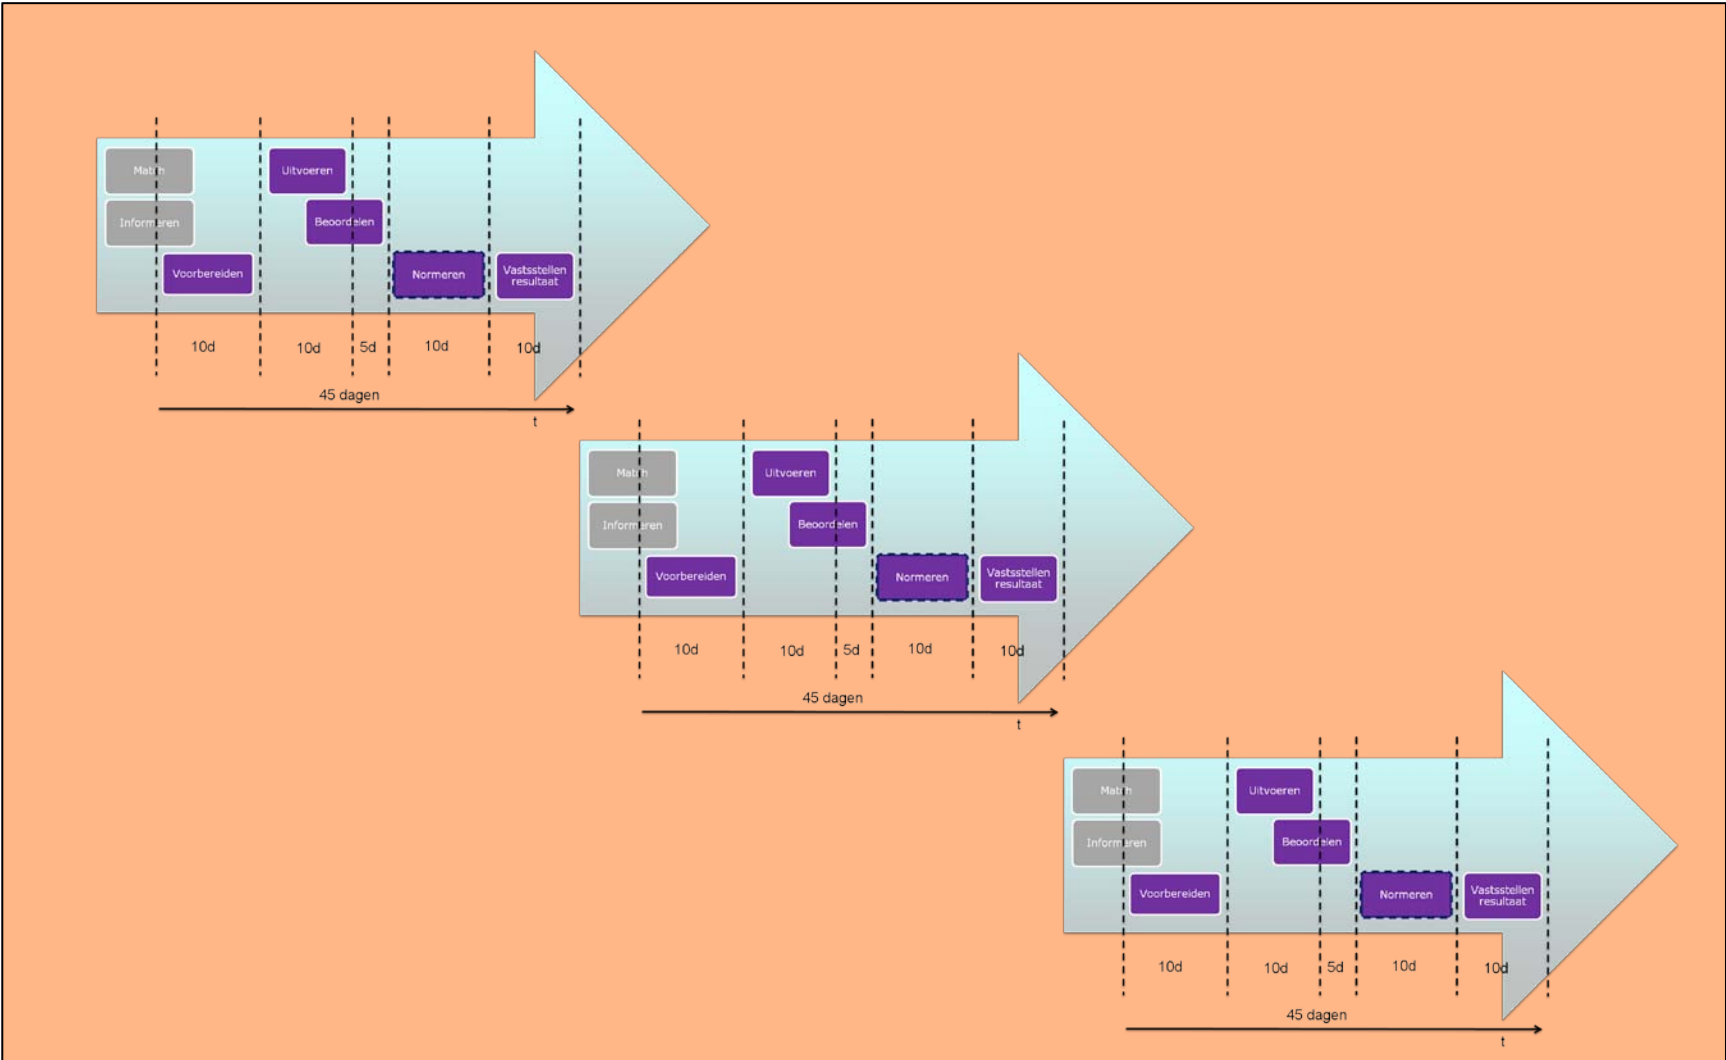 Match
Uitvoeren
Informeren
Beoordelen
Voorbereiden
Normeren
Vastsstellen
resultaat
10d
10d
5d
10d
10d
45 dagen
t
Match
Uitvoeren
Informeren
Beoordelen
Voorbereiden
Normeren
Vastsstellen
resultaat
10d
10d
5d
10d
10d
45 dagen
t
Match
Uitvoeren
Informeren
Beoordelen
Voorbereiden
Normeren
Vastsstellen
resultaat
10d
10d
5d
10d
10d
45 dagen
t